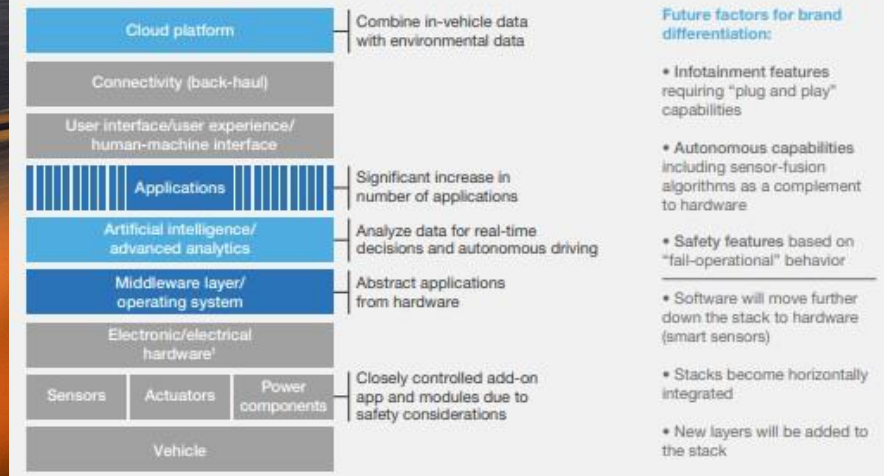 Cloud platform
Combine in-vehicle data
with environmental data
Connectivity (back-haul)
User interface/user experience/
human-machine interface
Applications
Significant increase in
number of applications
Artificial intelligence/
advanced analytics
Analyze data for real-time
decisions and autonomous driving
Middleware layer/
operating system
Abstract applications
from hardware
Electronic/electrical
hardware¹
Sensors
Actuators
Power
components
Closely controlled add-on
app and modules due to
safety considerations
Vehicle
Future factors for brand
differentiation:
• Infotainment features
requiring “plug and play”
capabilities
• Autonomous capabilities
including sensor-fusion
algorithms as a complement
to hardware
• Safety features based on
“fail-operational” behavior
• Software will move further
down the stack to hardware
(smart sensors)
• Stacks become horizontally
integrated
• New layers will be added to
the stack